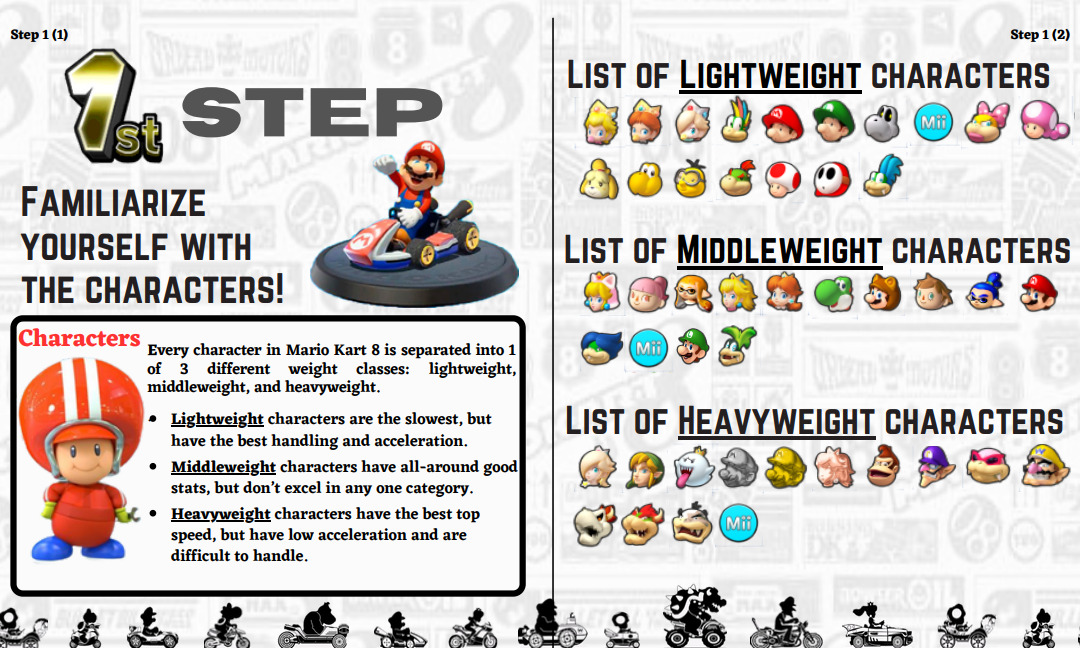 Step 1 (1)
1st STEP
FAMILIARIZE
YOURSELF WITH
THE CHARACTERS!
Characters
Every character in Mario Kart 8 is separated into 1
of 3 different weight classes: lightweight,
middleweight, and heavyweight.
• Lightweight characters are the slowest, but
have the best handling and acceleration.
• Middleweight characters have all-around good
stats, but don't excel in any one category.
• Heavyweight characters have the best top
speed, but have low acceleration and are
difficult to handle.
Step 1 (2)
LIST OF LIGHTWEIGHT CHARACTERS
Mii
LIST OF MIDDLEWEIGHT CHARACTERS
Mii
LIST OF HEAVYWEIGHT CHARACTERS
Mii